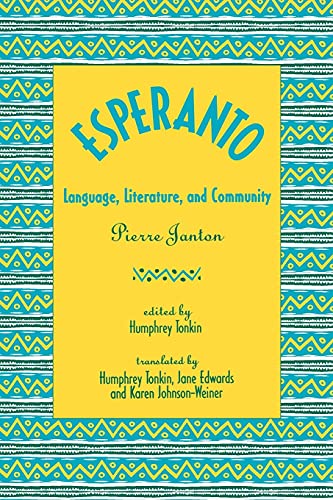 ESPERANTO
Language, Literature, and Community
Pierre Janton
edited by
Humphrey Tonkin
translated by
Humphrey Tonkin, Jane Edwards
and Karen Johnson-Weiner